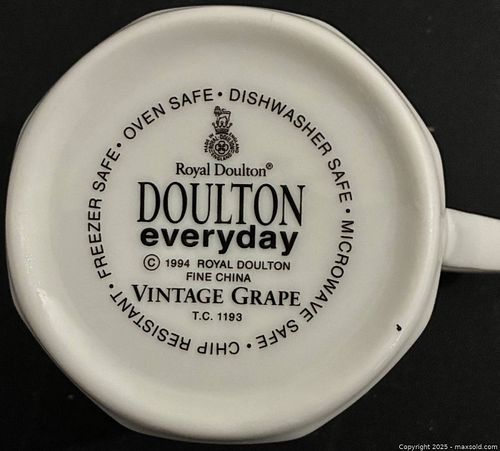 FREEZER SAFE • OVEN SAFE • DISHWASHER SAFE • MICROWAVE SAFE • CHIP RESISTANT •
Royal Doulton®
DOULTON
everyday
© 1994 ROYAL DOULTON
FINE CHINA
VINTAGE GRAPE
T.C. 1193
Copyright 2025 - maxsold.com